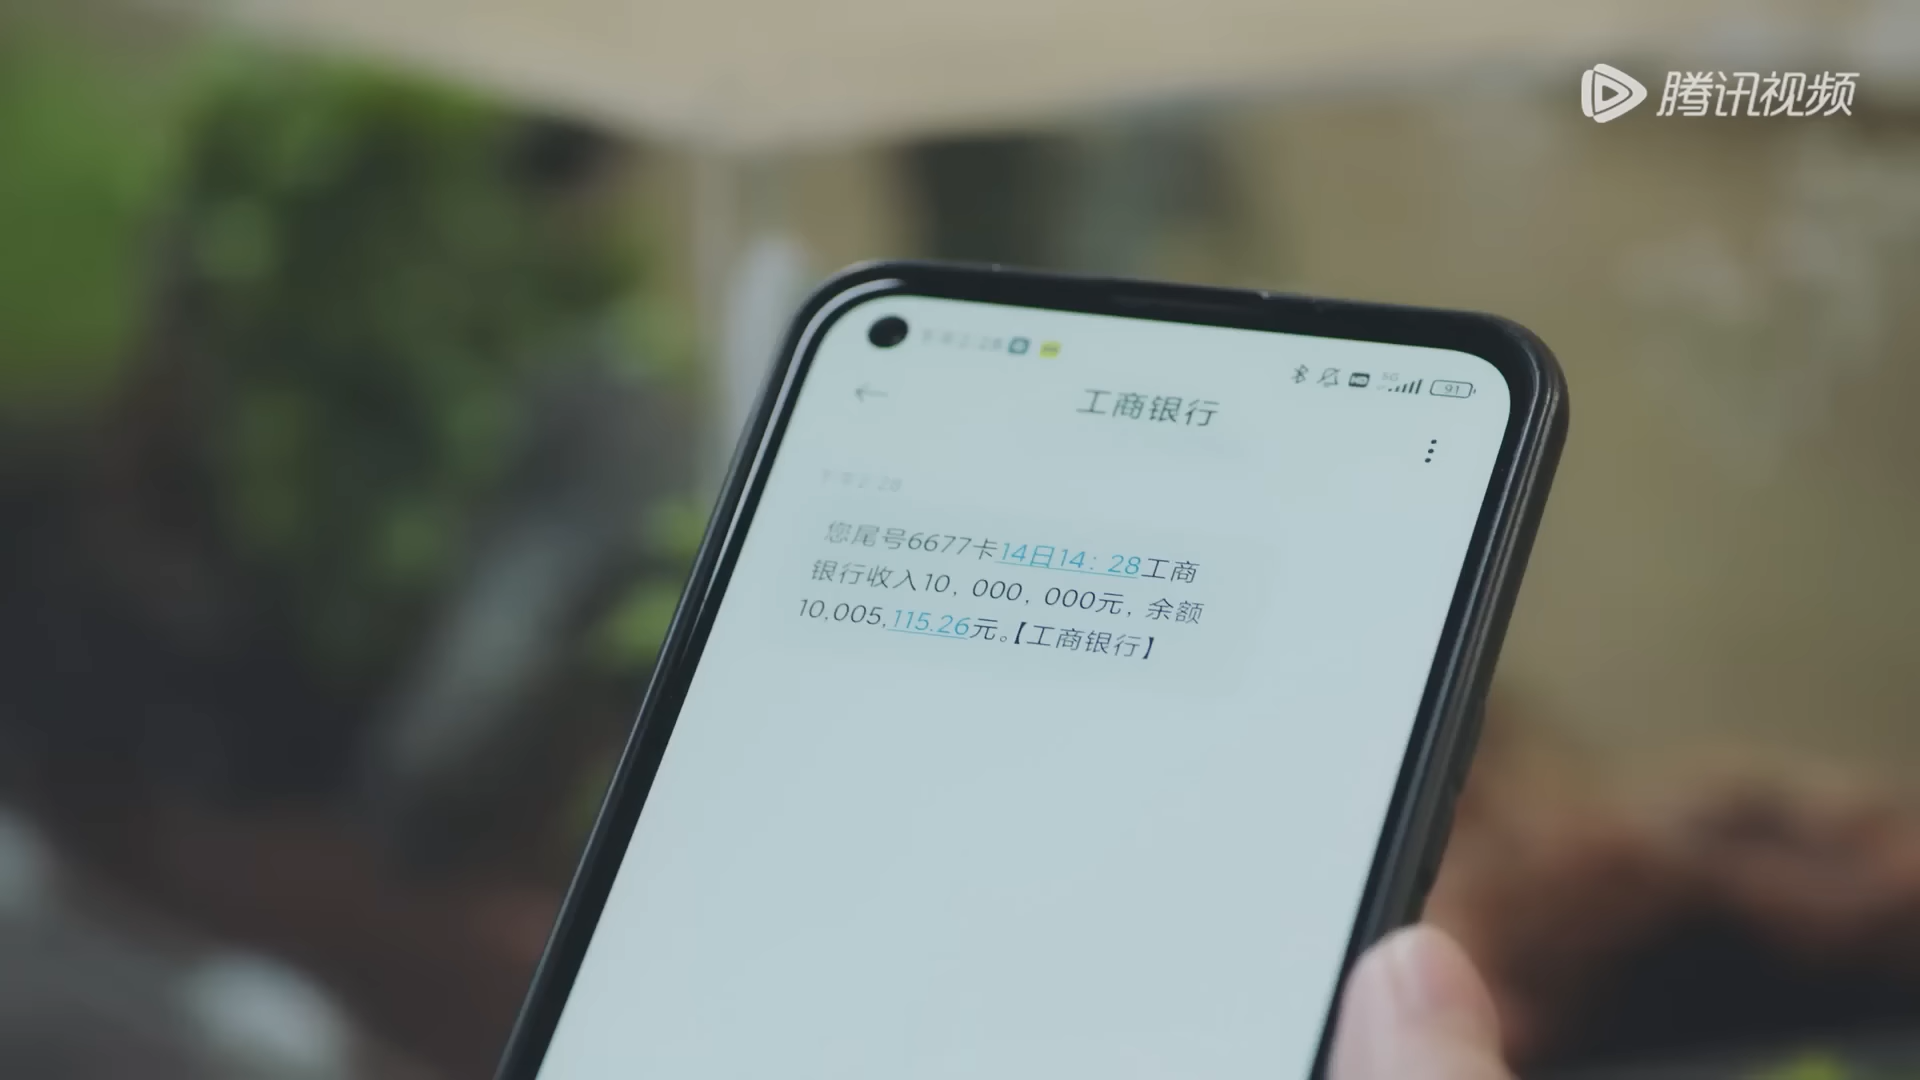 腾讯视频
5G
91
工商银行
您尾号6677卡14日14：28工商
银行收入10，000，000元，余额
10,005,115.26元。【工商银行】